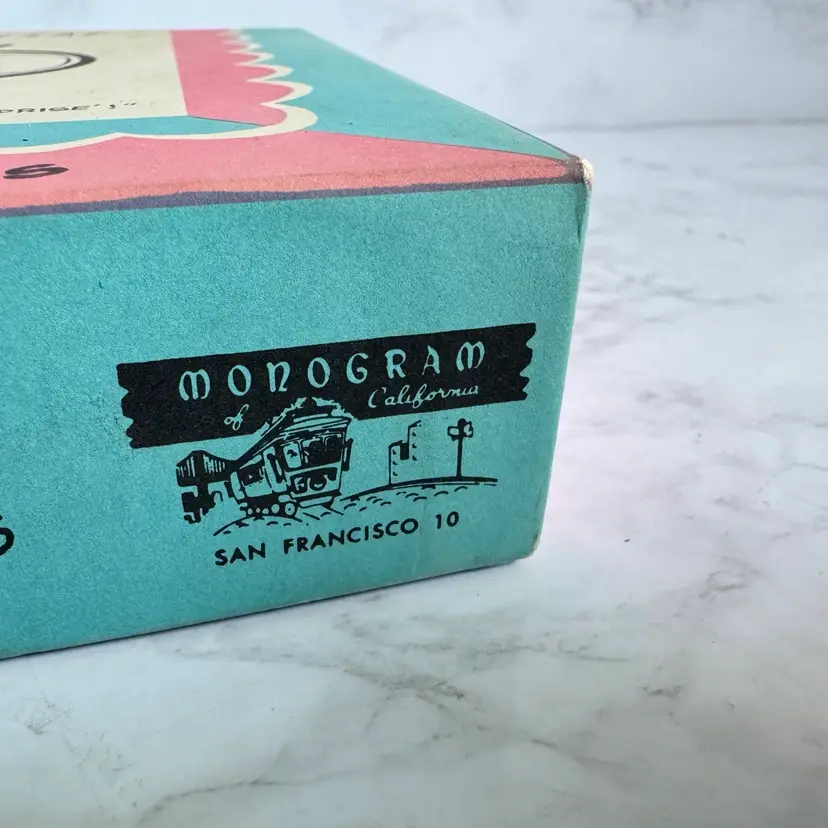 S
MONOGRAM
of California
SAN FRANCISCO 10